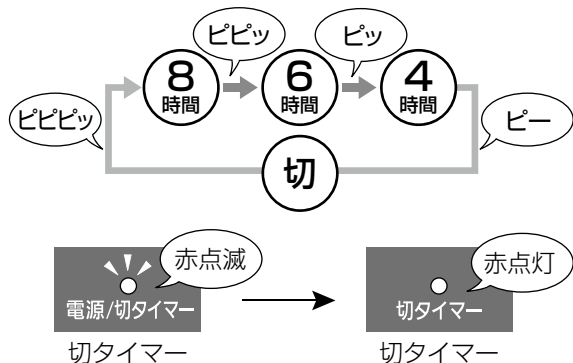 ピピッ
ピッ
8
時間
6
時間
4
時間
ピピピッ
ピー
切
赤点滅
電源/切タイマー
切タイマー
赤点灯
切タイマー
切タイマー